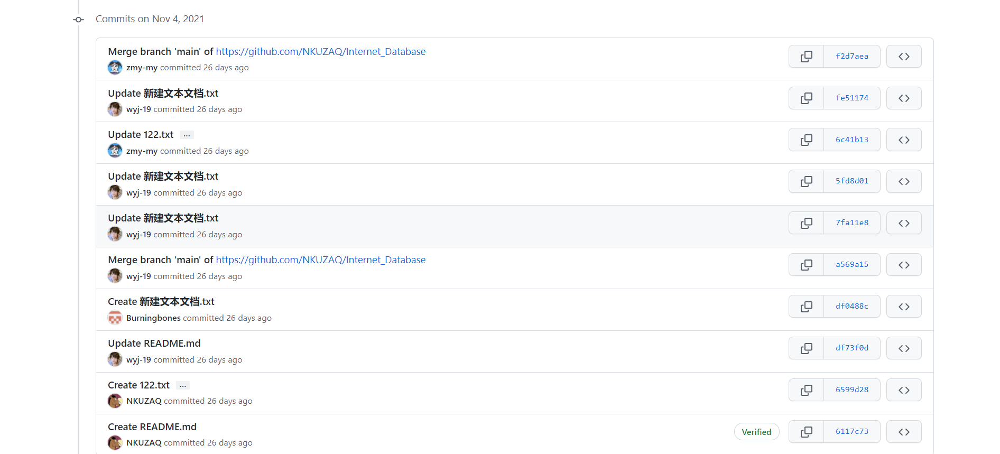 Commits on Nov 4, 2021
Merge branch 'main' of https://github.com/NKUZAQ/Internet_Database
f2d7aea
zmy-my committed 26 days ago
Update 新建文本文档.txt
fe51174
wyj-19 committed 26 days ago
Update 122.txt ...
6c41b13
zmy-my committed 26 days ago
Update 新建文本文档.txt
5fd8d01
wyj-19 committed 26 days ago
Update 新建文本文档.txt
7fa11e8
wyj-19 committed 26 days ago
Merge branch 'main' of https://github.com/NKUZAQ/Internet_Database
a569a15
wyj-19 committed 26 days ago
Create 新建文本文档.txt
df0488c
Burningbones committed 26 days ago
Update README.md
df73f0d
wyj-19 committed 26 days ago
Create 122.txt ...
6599d28
NKUZAQ committed 26 days ago
Create README.md
Verified 6117c73
NKUZAQ committed 26 days ago